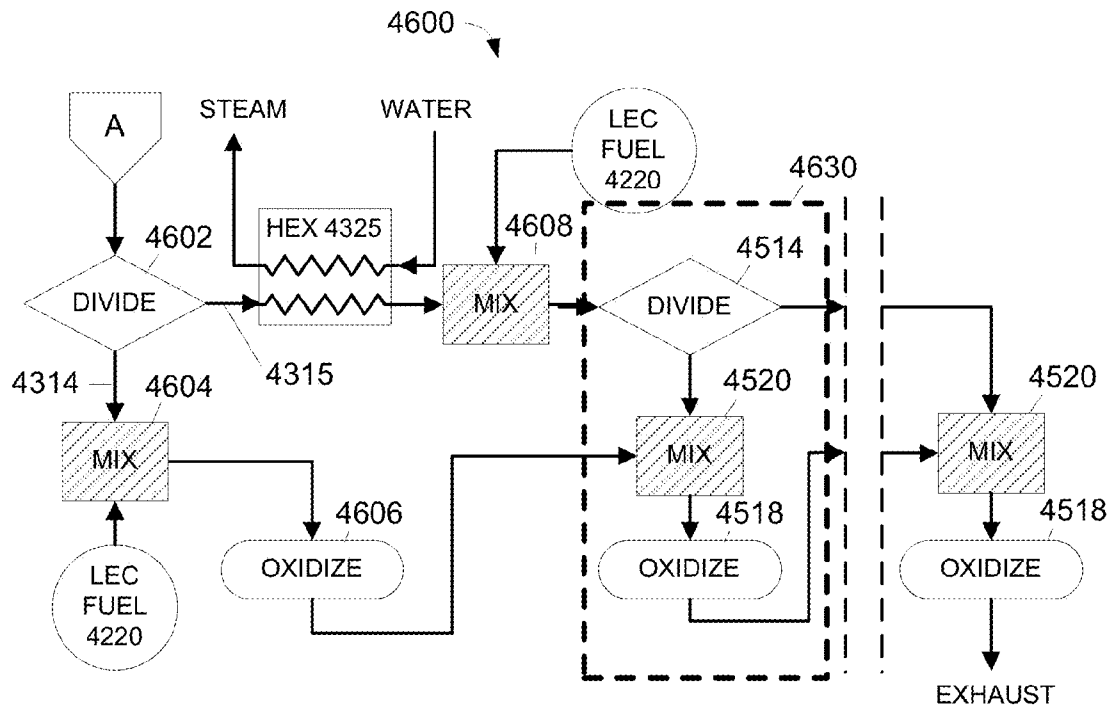 4600
A
STEAM
WATER
LEC
FUEL
4220
4630
4602
HEX 4325
4608
4514
DIVIDE
MIX
DIVIDE
4314
4604
4315
4520
4520
MIX
MIX
MIX
4606
4518
4518
LEC
FUEL
4220
OXIDIZE
OXIDIZE
OXIDIZE
EXHAUST